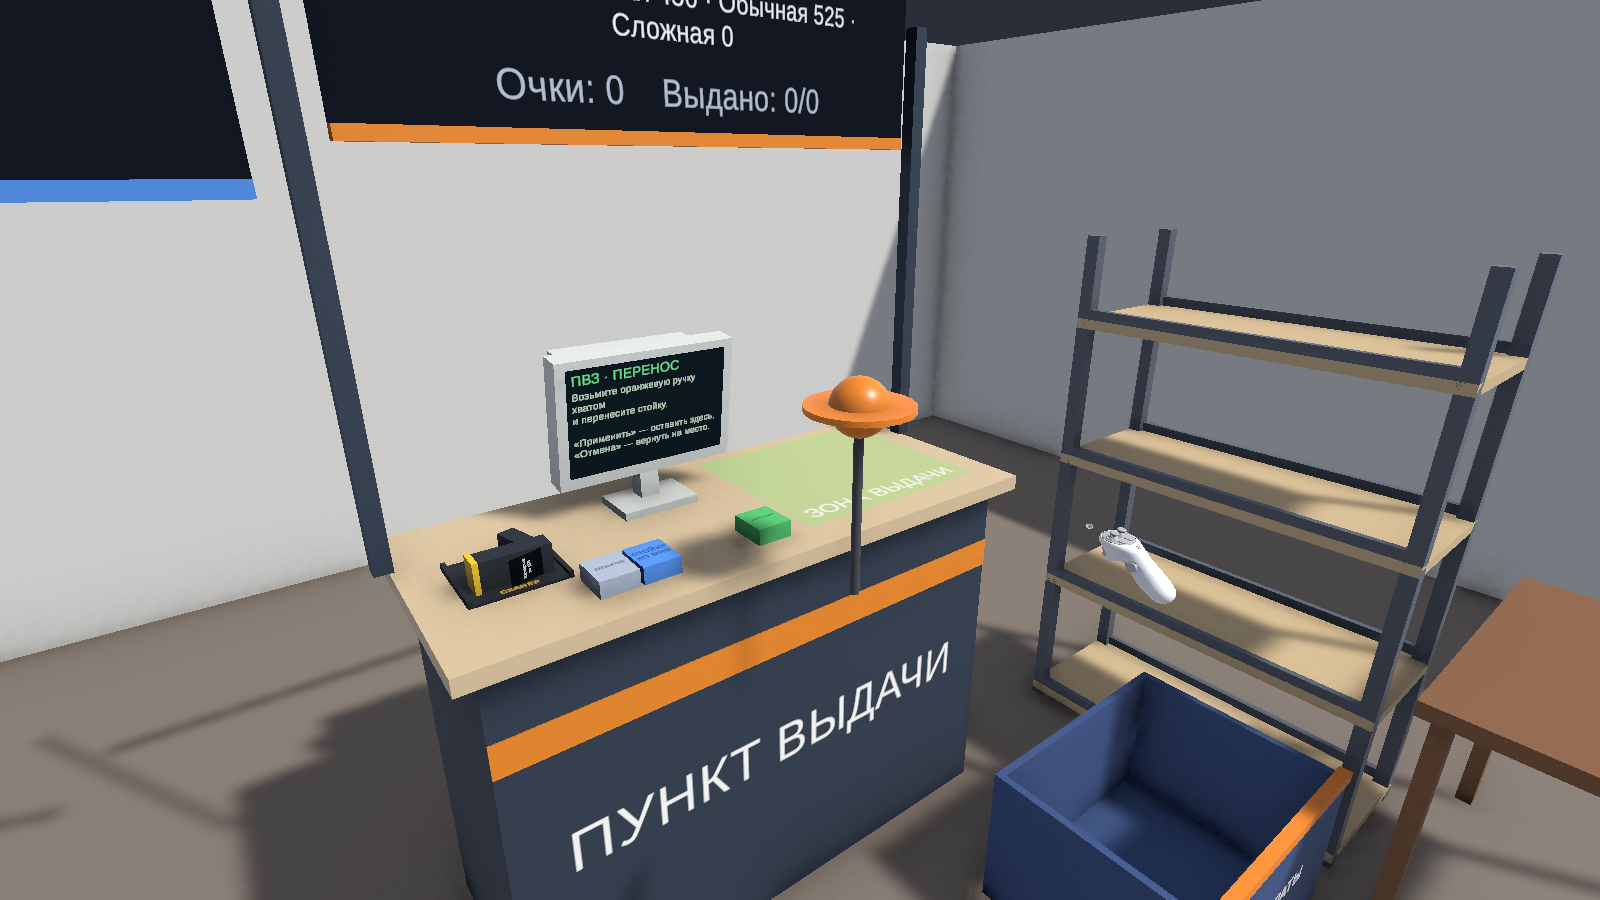 Обычная 525 ·
Сложная 0
Очки: 0 Выдано: 0/0
ПВЗ · ПЕРЕНОС
Возьмите оранжевую ручку
хватом
и перенесите стойку.
«Применить» — оставить здесь,
«Отмена» — вернуть на место.
ЗОНА ВЫДАЧИ
СКАНЕР
ПУНКТ ВЫДАЧИ